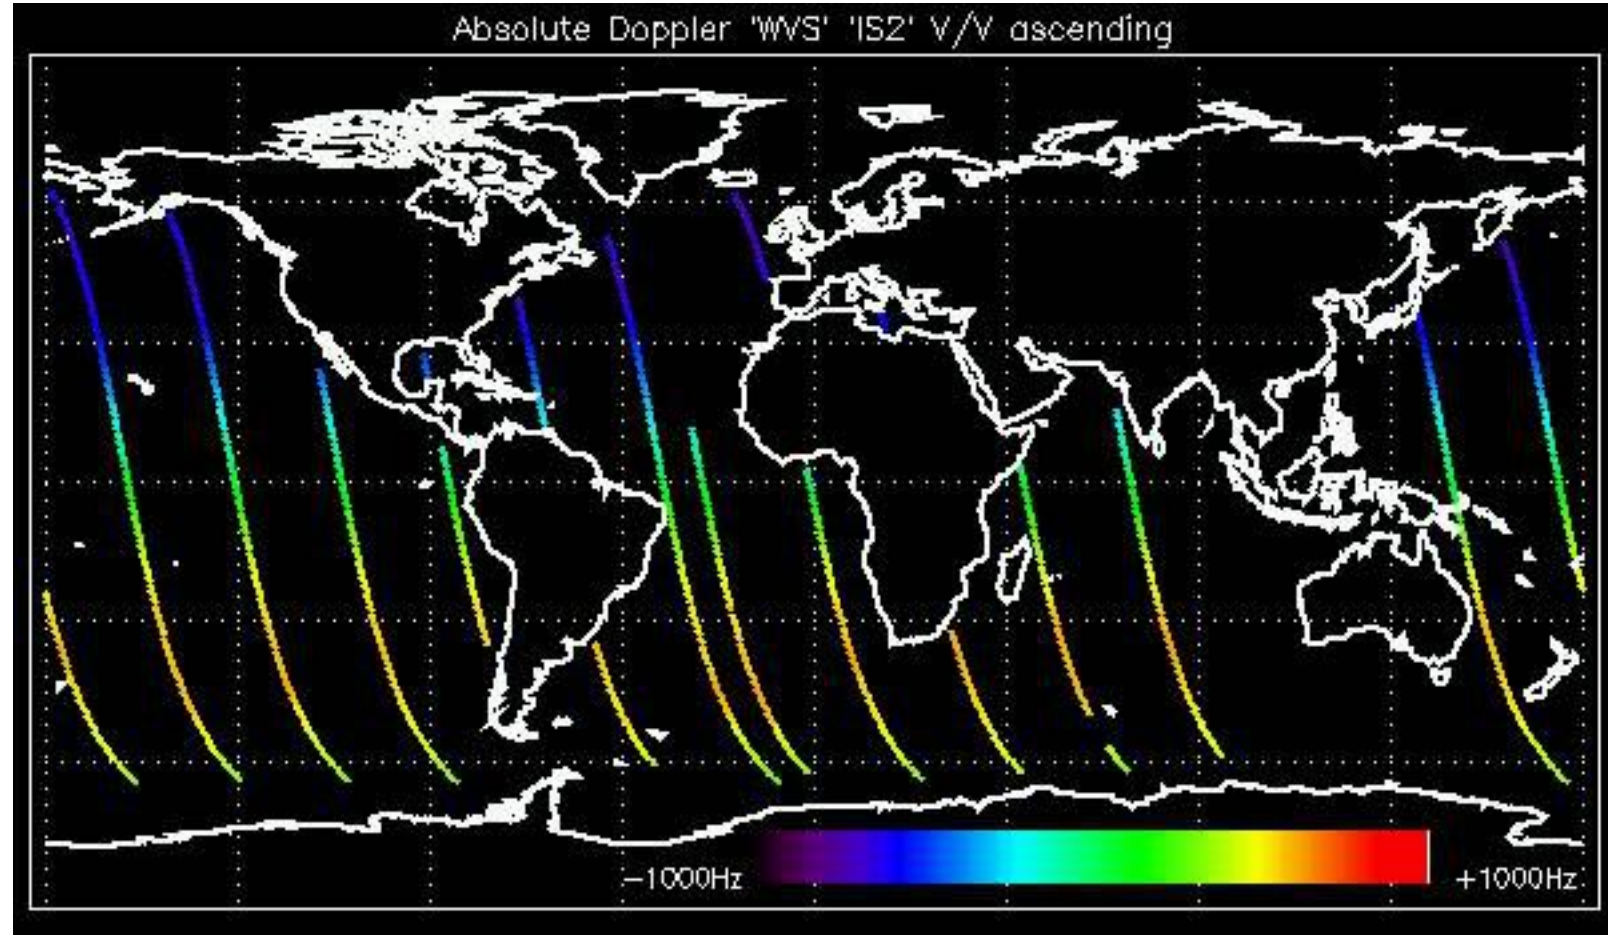 Absolute Doppler 'WVS' 'IS2' V/V ascending
-1000Hz +1000Hz